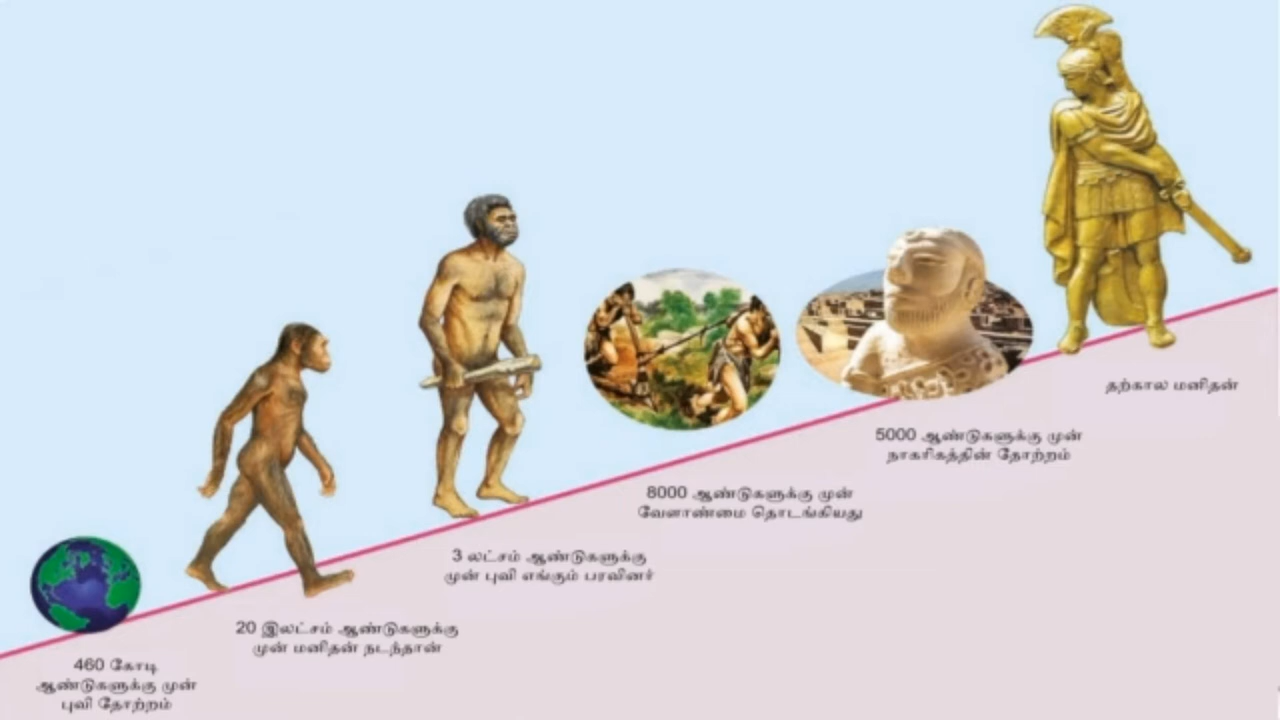 460 கோடி
ஆண்டுகளுக்கு முன்
புவி தோற்றம்
20 இலட்சம் ஆண்டுகளுக்கு
முன் மனிதன் நடந்தான்
3 லட்சம் ஆண்டுகளுக்கு
முன் புவி எங்கும் பரவினர்
8000 ஆண்டுகளுக்கு முன்
வேளாண்மை தொடங்கியது
5000 ஆண்டுகளுக்கு முன்
நாகரிகத்தின் தோற்றம்
தற்கால மனிதன்